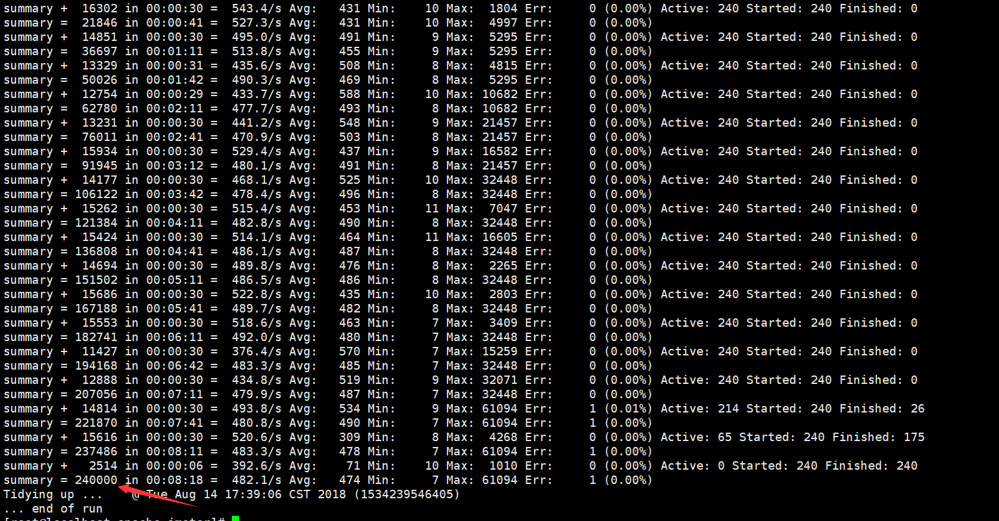 summary +  16302 in 00:00:30 =  543.4/s Avg:   431 Min:    10 Max:  1804 Err:     0 (0.00%) Active: 240 Started: 240 Finished: 0
summary =  21846 in 00:00:41 =  527.3/s Avg:   431 Min:    10 Max:  4997 Err:     0 (0.00%)
summary +  14851 in 00:00:30 =  495.0/s Avg:   491 Min:     9 Max:  5295 Err:     0 (0.00%) Active: 240 Started: 240 Finished: 0
summary =  36697 in 00:01:11 =  513.8/s Avg:   455 Min:     9 Max:  5295 Err:     0 (0.00%)
summary +  13329 in 00:00:31 =  435.6/s Avg:   508 Min:     8 Max:  4815 Err:     0 (0.00%) Active: 240 Started: 240 Finished: 0
summary =  50026 in 00:01:42 =  490.3/s Avg:   469 Min:     8 Max:  5295 Err:     0 (0.00%)
summary +  12754 in 00:00:29 =  433.7/s Avg:   588 Min:    10 Max: 10682 Err:     0 (0.00%) Active: 240 Started: 240 Finished: 0
summary =  62780 in 00:02:11 =  477.7/s Avg:   493 Min:     8 Max: 10682 Err:     0 (0.00%)
summary +  13231 in 00:00:30 =  441.2/s Avg:   548 Min:     9 Max: 21457 Err:     0 (0.00%) Active: 240 Started: 240 Finished: 0
summary =  76011 in 00:02:41 =  470.9/s Avg:   503 Min:     8 Max: 21457 Err:     0 (0.00%)
summary +  15934 in 00:00:30 =  529.4/s Avg:   437 Min:     9 Max: 16582 Err:     0 (0.00%) Active: 240 Started: 240 Finished: 0
summary =  91945 in 00:03:12 =  480.1/s Avg:   491 Min:     8 Max: 21457 Err:     0 (0.00%)
summary +  14177 in 00:00:30 =  468.1/s Avg:   525 Min:    10 Max: 32448 Err:     0 (0.00%) Active: 240 Started: 240 Finished: 0
summary = 106122 in 00:03:42 =  478.4/s Avg:   496 Min:     8 Max: 32448 Err:     0 (0.00%)
summary +  15262 in 00:00:30 =  515.4/s Avg:   453 Min:    11 Max:  7047 Err:     0 (0.00%) Active: 240 Started: 240 Finished: 0
summary = 121384 in 00:04:11 =  482.8/s Avg:   490 Min:     8 Max: 32448 Err:     0 (0.00%)
summary +  15424 in 00:00:30 =  514.1/s Avg:   464 Min:    11 Max: 16605 Err:     0 (0.00%) Active: 240 Started: 240 Finished: 0
summary = 136808 in 00:04:41 =  486.1/s Avg:   487 Min:     8 Max: 32448 Err:     0 (0.00%)
summary +  14694 in 00:00:30 =  489.8/s Avg:   476 Min:     8 Max:  2265 Err:     0 (0.00%) Active: 240 Started: 240 Finished: 0
summary = 151502 in 00:05:11 =  486.5/s Avg:   486 Min:     8 Max: 32448 Err:     0 (0.00%)
summary +  15686 in 00:00:30 =  522.8/s Avg:   435 Min:    10 Max:  2803 Err:     0 (0.00%) Active: 240 Started: 240 Finished: 0
summary = 167188 in 00:05:41 =  489.7/s Avg:   482 Min:     8 Max: 32448 Err:     0 (0.00%)
summary +  15553 in 00:00:30 =  518.6/s Avg:   463 Min:     7 Max:  3409 Err:     0 (0.00%) Active: 240 Started: 240 Finished: 0
summary = 182741 in 00:06:11 =  492.0/s Avg:   480 Min:     7 Max: 32448 Err:     0 (0.00%)
summary +  11427 in 00:00:30 =  376.4/s Avg:   570 Min:     7 Max: 15259 Err:     0 (0.00%) Active: 240 Started: 240 Finished: 0
summary = 194168 in 00:06:42 =  483.3/s Avg:   485 Min:     7 Max: 32448 Err:     0 (0.00%)
summary +  12888 in 00:00:30 =  434.8/s Avg:   519 Min:     9 Max: 32071 Err:     0 (0.00%) Active: 240 Started: 240 Finished: 0
summary = 207056 in 00:07:11 =  479.9/s Avg:   487 Min:     7 Max: 32448 Err:     0 (0.00%)
summary +  14814 in 00:00:30 =  493.8/s Avg:   534 Min:     9 Max: 61094 Err:     1 (0.01%) Active: 214 Started: 240 Finished: 26
summary = 221870 in 00:07:41 =  480.8/s Avg:   490 Min:     7 Max: 61094 Err:     1 (0.00%)
summary +  15616 in 00:00:30 =  520.6/s Avg:   309 Min:     8 Max:  4268 Err:     0 (0.00%) Active: 65 Started: 240 Finished: 175
summary = 237486 in 00:08:11 =  483.3/s Avg:   478 Min:     7 Max: 61094 Err:     1 (0.00%)
summary +   2514 in 00:00:06 =  392.6/s Avg:    71 Min:    10 Max:  1010 Err:     0 (0.00%) Active: 0 Started: 240 Finished: 240
summary = 240000 in 00:08:18 =  482.1/s Avg:   474 Min:     7 Max: 61094 Err:     1 (0.00%)
Tidying up ...    @ Tue Aug 14 17:39:06 CST 2018 (1534239546405)
... end of run